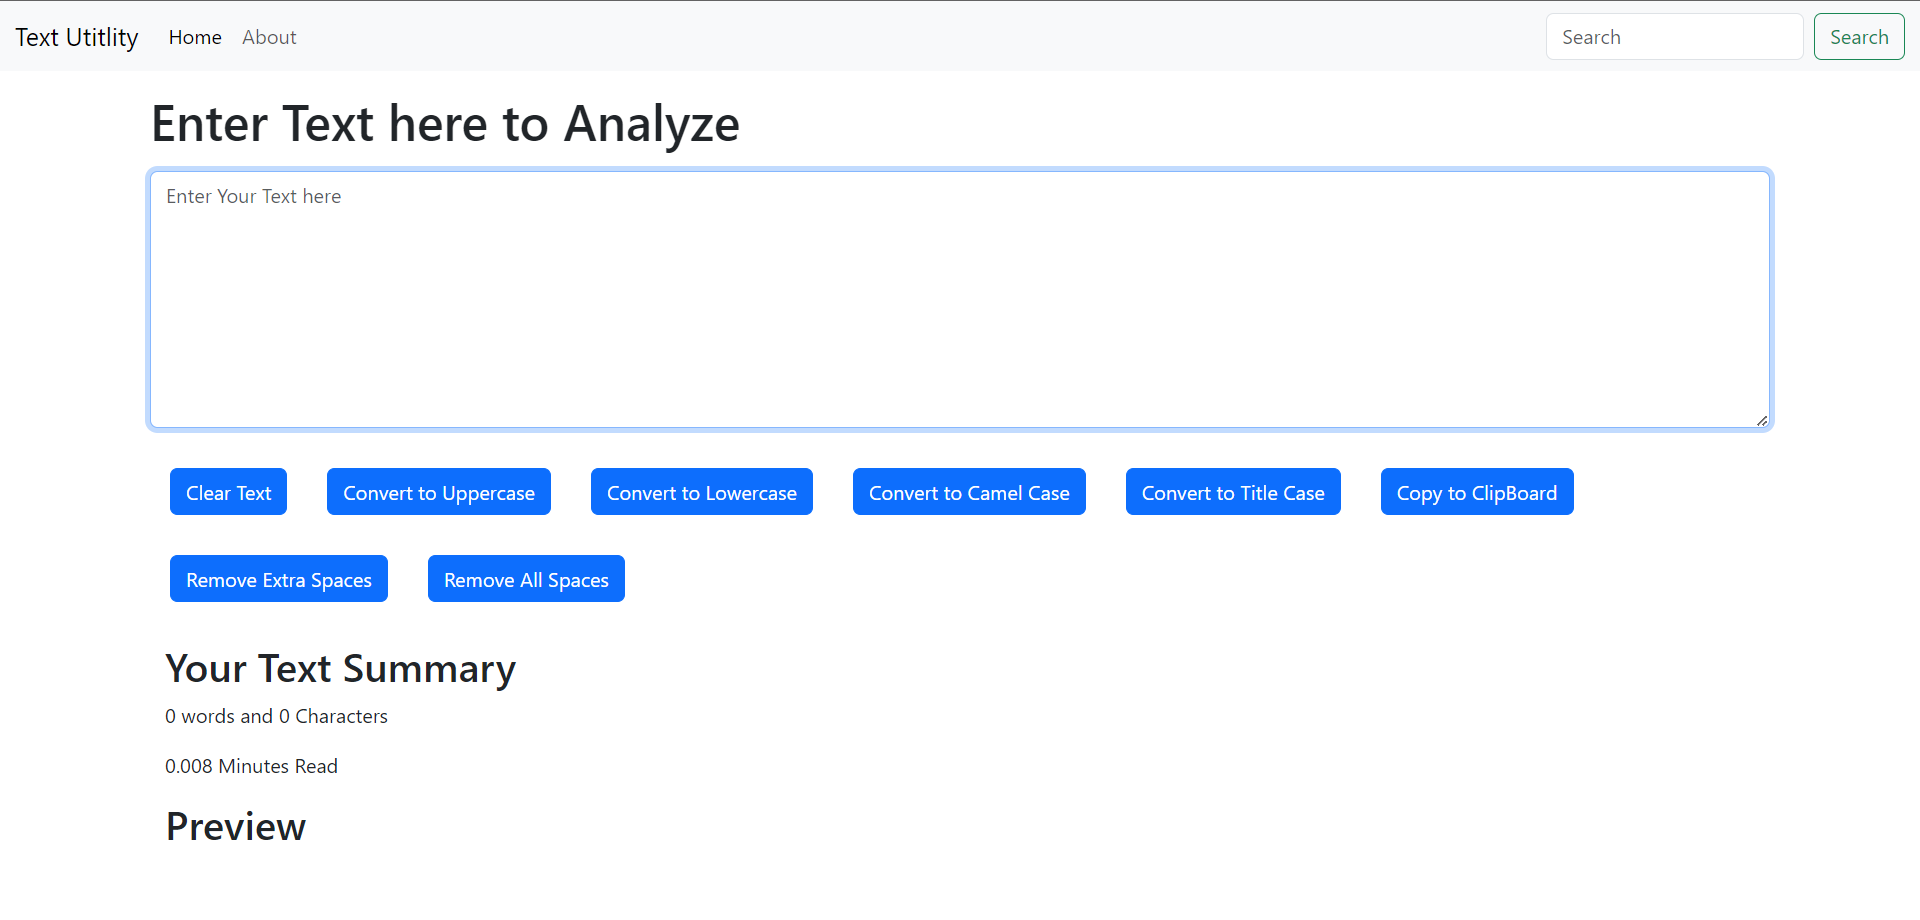 Text Utitlity Home About Search Search
Enter Text here to Analyze
Enter Your Text here
Clear Text Convert to Uppercase Convert to Lowercase Convert to Camel Case Convert to Title Case Copy to ClipBoard
Remove Extra Spaces Remove All Spaces
Your Text Summary
0 words and 0 Characters
0.008 Minutes Read
Preview